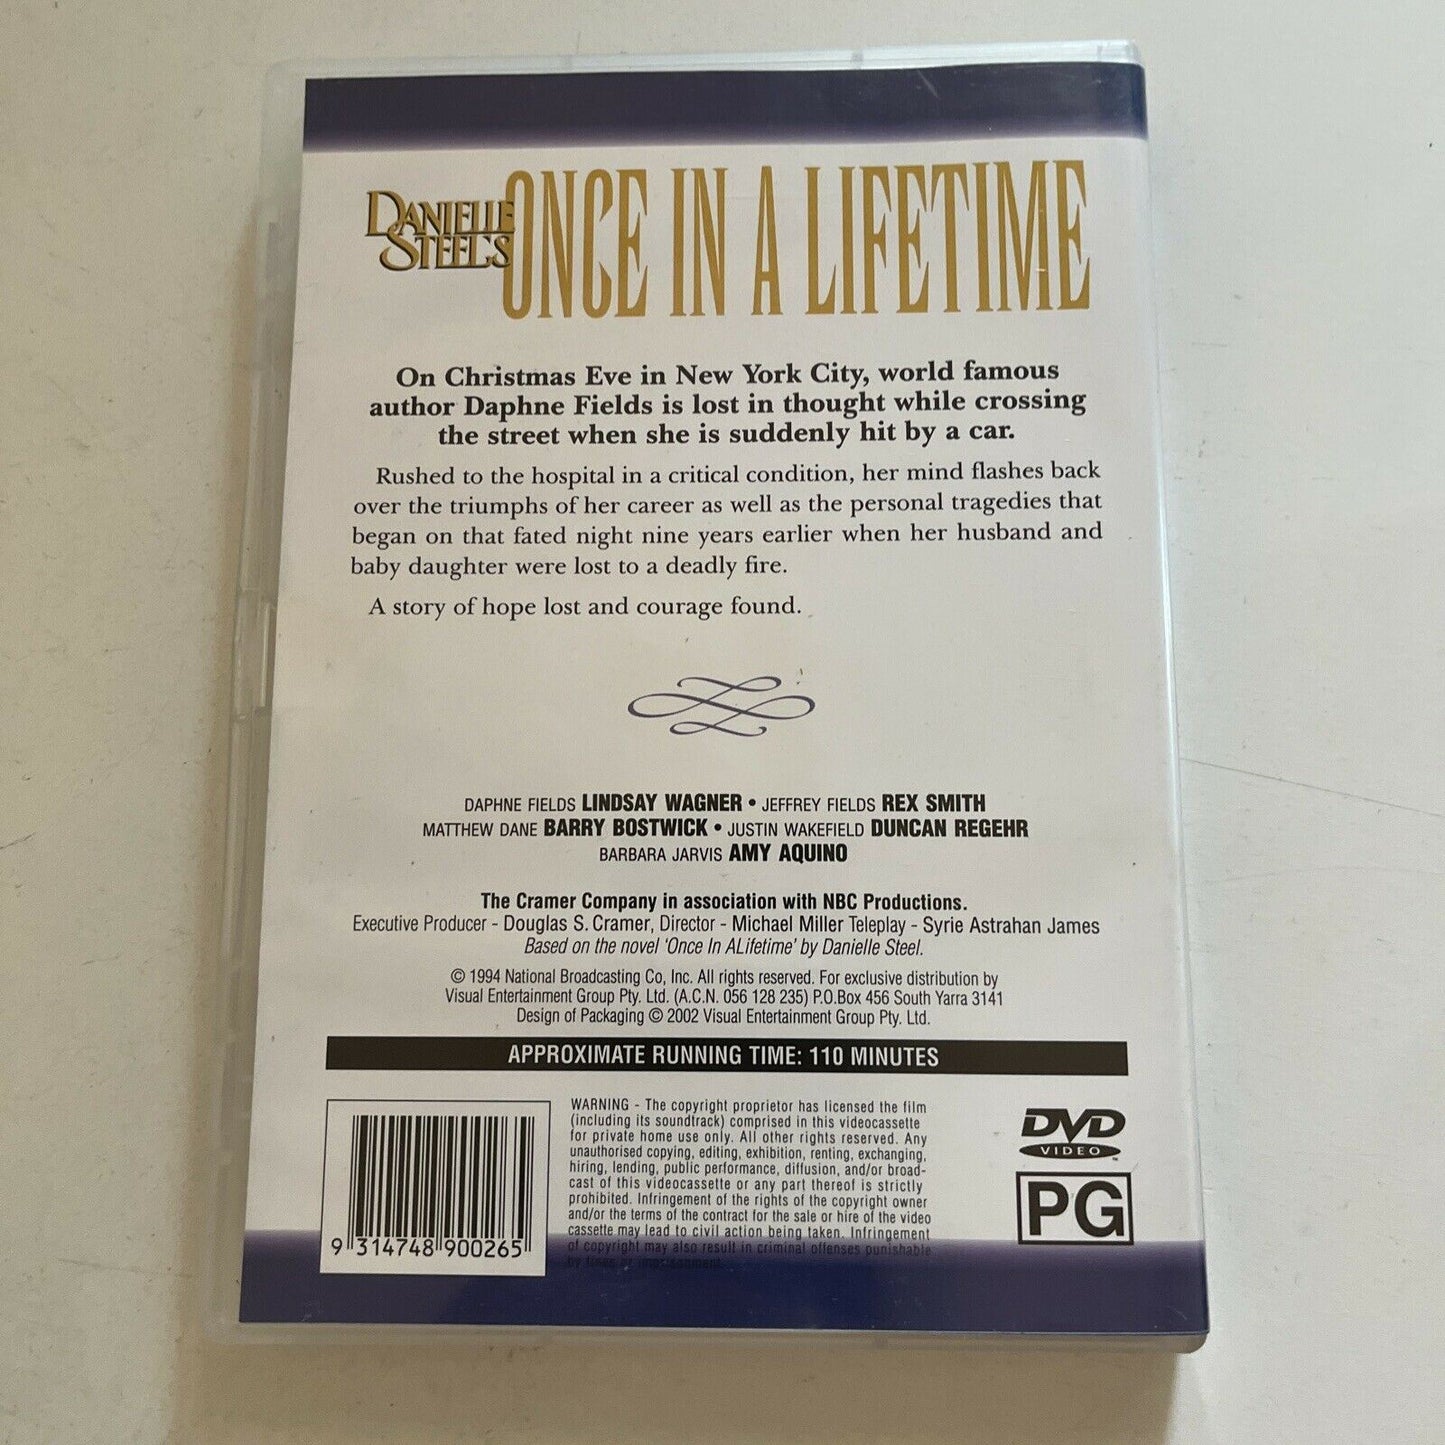 DANIELLE STEEL'S ONCE IN A LIFETIME
On Christmas Eve in New York City, world famous
author Daphne Fields is lost in thought while crossing
the street when she is suddenly hit by a car.
Rushed to the hospital in a critical condition, her mind flashes back
over the triumphs of her career as well as the personal tragedies that
began on that fated night nine years earlier when her husband and
baby daughter were lost to a deadly fire.
A story of hope lost and courage found.
DAPHNE FIELDS LINDSAY WAGNER • JEFFREY FIELDS REX SMITH
MATTHEW DANE BARRY BOSTWICK • JUSTIN WAKEFIELD DUNCAN REGEHR
BARBARA JARVIS AMY AQUINO
The Cramer Company in association with NBC Productions.
Executive Producer - Douglas S. Cramer, Director - Michael Miller Teleplay - Syrie Astrahan James
Based on the novel 'Once In ALifetime' by Danielle Steel.
© 1994 National Broadcasting Co, Inc. All rights reserved. For exclusive distribution by
Visual Entertainment Group Pty. Ltd. (A.C.N. 056 128 235) P.O.Box 456 South Yarra 3141
Design of Packaging © 2002 Visual Entertainment Group Pty. Ltd.
APPROXIMATE RUNNING TIME: 110 MINUTES
WARNING - The copyright proprietor has licensed the film
(including its soundtrack) comprised in this videocassette
for private home use only. All other rights reserved. Any
unauthorised copying, editing, exhibition, renting, exchanging,
hiring, lending, public performance, diffusion, and/or broad-
cast of this videocassette or any part thereof is strictly
prohibited. Infringement of the rights of the copyright owner
and/or the terms of the contract for the sale or hire of the video
cassette may lead to civil action being taken. Infringement
of copyright may also result in criminal offenses punishable
by fines or imprisonment.
9 314748 900265
DVD
VIDEO
PG